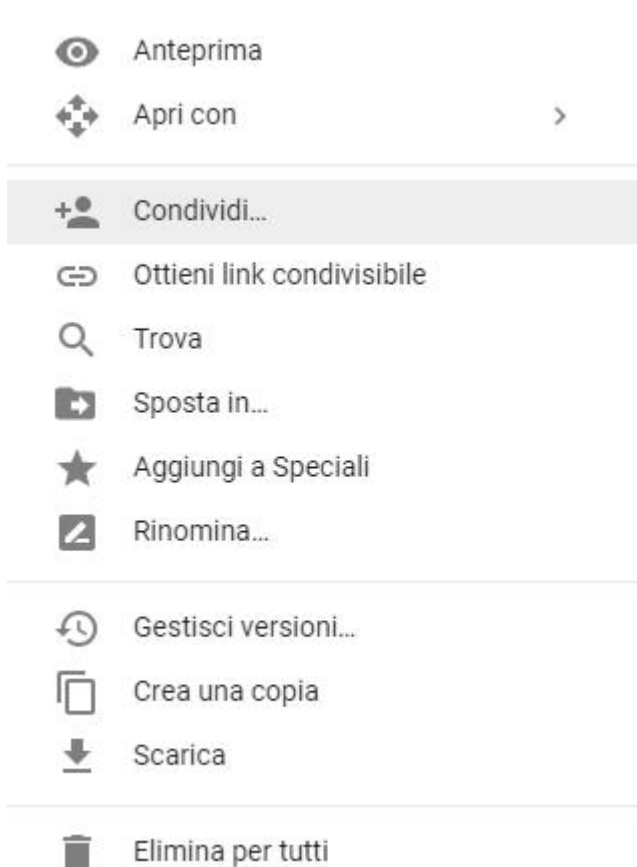 Anteprima
Apri con
Condividi...
Ottieni link condivisibile
Trova
Sposta in...
Aggiungi a Speciali
Rinomina...
Gestisci versioni...
Crea una copia
Scarica
Elimina per tutti